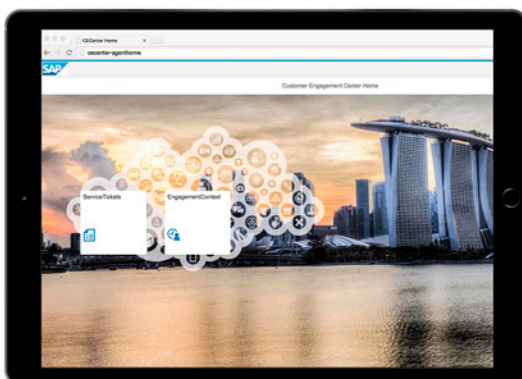 CECenter Home
cecenter-agenthome
SAP
Customer Engagement Center Home
ServiceTickets
EngagementContext